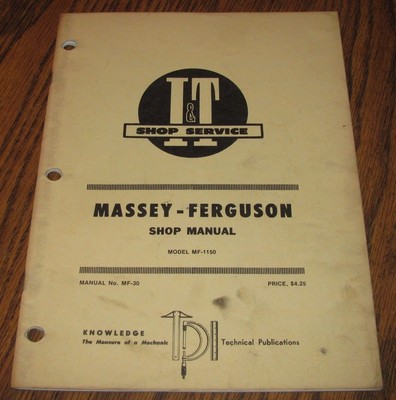 I&T
SHOP SERVICE
MASSEY-FERGUSON
SHOP MANUAL
MODEL MF-1150
MANUAL No. MF-30 PRICE, $4.25
KNOWLEDGE
The Measure of a Mechanic
TPI
Technical Publications